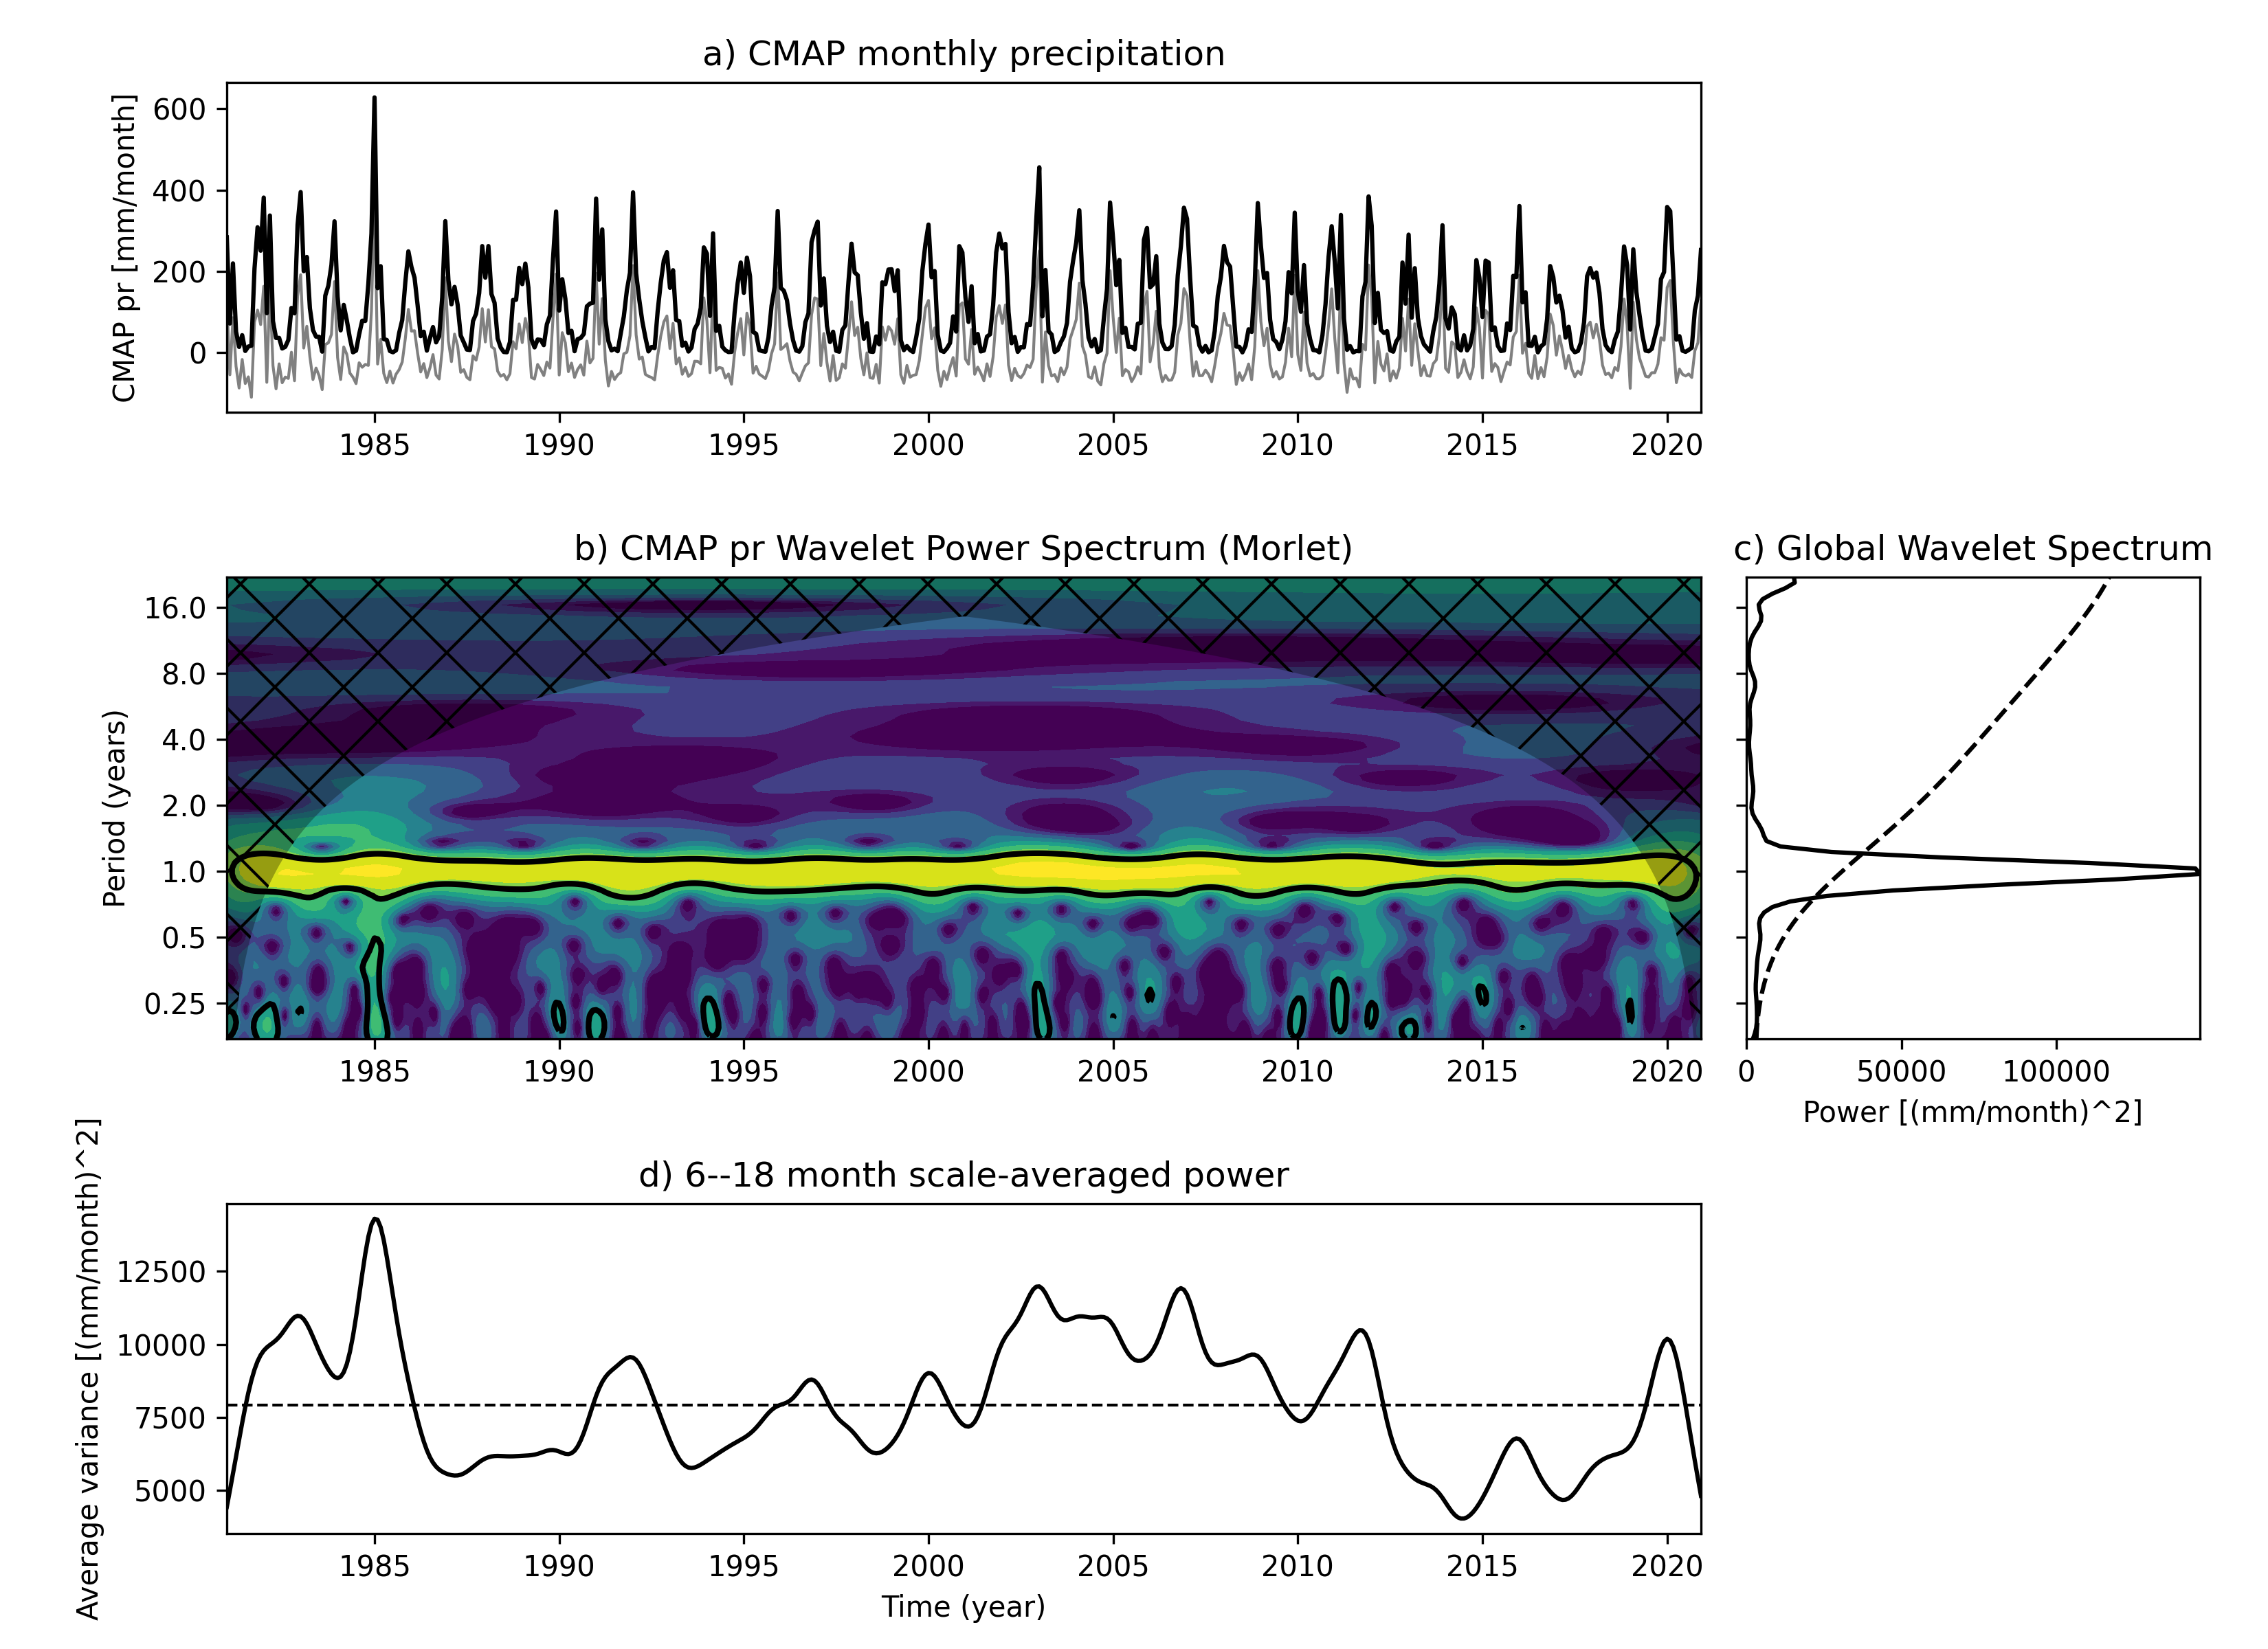 a) CMAP monthly precipitation
CMAP pr [mm/month]
600
400
200
0
1985 1990 1995 2000 2005 2010 2015 2020
b) CMAP pr Wavelet Power Spectrum (Morlet)
Period (years)
16.0
8.0
4.0
2.0
1.0
0.5
0.25
1985 1990 1995 2000 2005 2010 2015 2020
c) Global Wavelet Spectrum
0 50000 100000
Power [(mm/month)^2]
d) 6--18 month scale-averaged power
Average variance [(mm/month)^2]
12500
10000
7500
5000
1985 1990 1995 2000 2005 2010 2015 2020
Time (year)